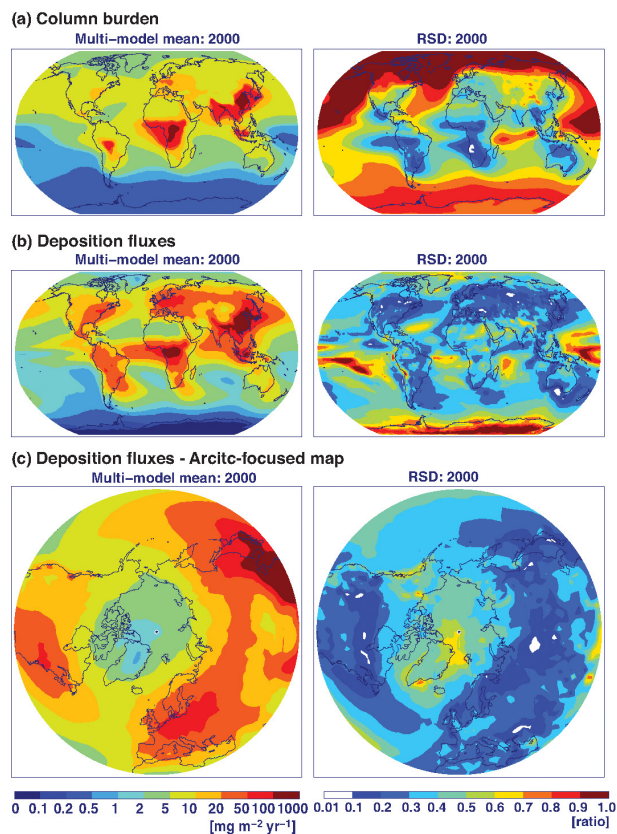 (a) Column burden
Multi-model mean: 2000 RSD: 2000
(b) Deposition fluxes
Multi-model mean: 2000 RSD: 2000
(c) Deposition fluxes - Arcitc-focused map
Multi-model mean: 2000 RSD: 2000
0 0.1 0.2 0.5 1 2 5 10 20 50 100 1000 0.01 0.1 0.2 0.3 0.4 0.5 0.6 0.7 0.8 0.9 1.0
[mg m⁻² yr⁻¹] [ratio]